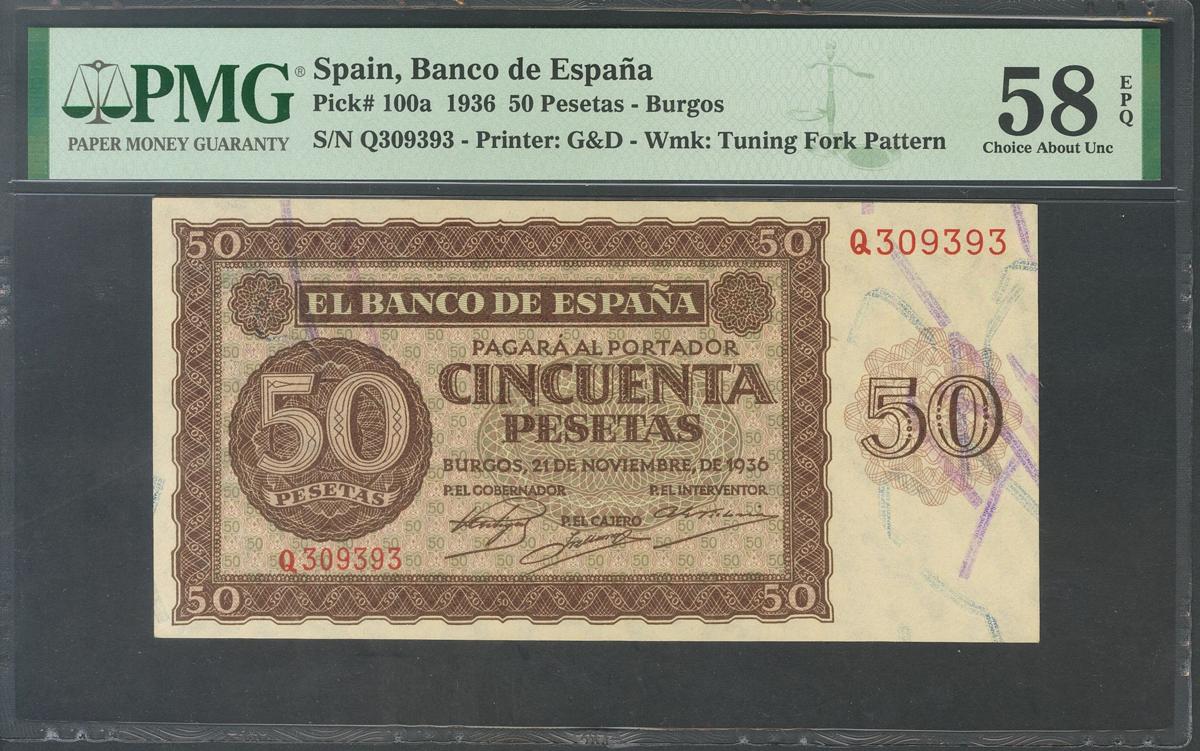 PMG®
PAPER MONEY GUARANTY
Spain, Banco de España
Pick# 100a 1936 50 Pesetas - Burgos
S/N Q309393 - Printer: G&D - Wmk: Tuning Fork Pattern
58 EPQ
Choice About Unc
50
50
Q309393
EL BANCO DE ESPAÑA
PAGARÁ AL PORTADOR
CINCUENTA
PESETAS
50
PESETAS
50
BURGOS, 21 DE NOVIEMBRE, DE 1936
P.EL GOBERNADOR
P.EL INTERVENTOR
P.EL CAJERO
Q309393
50
50